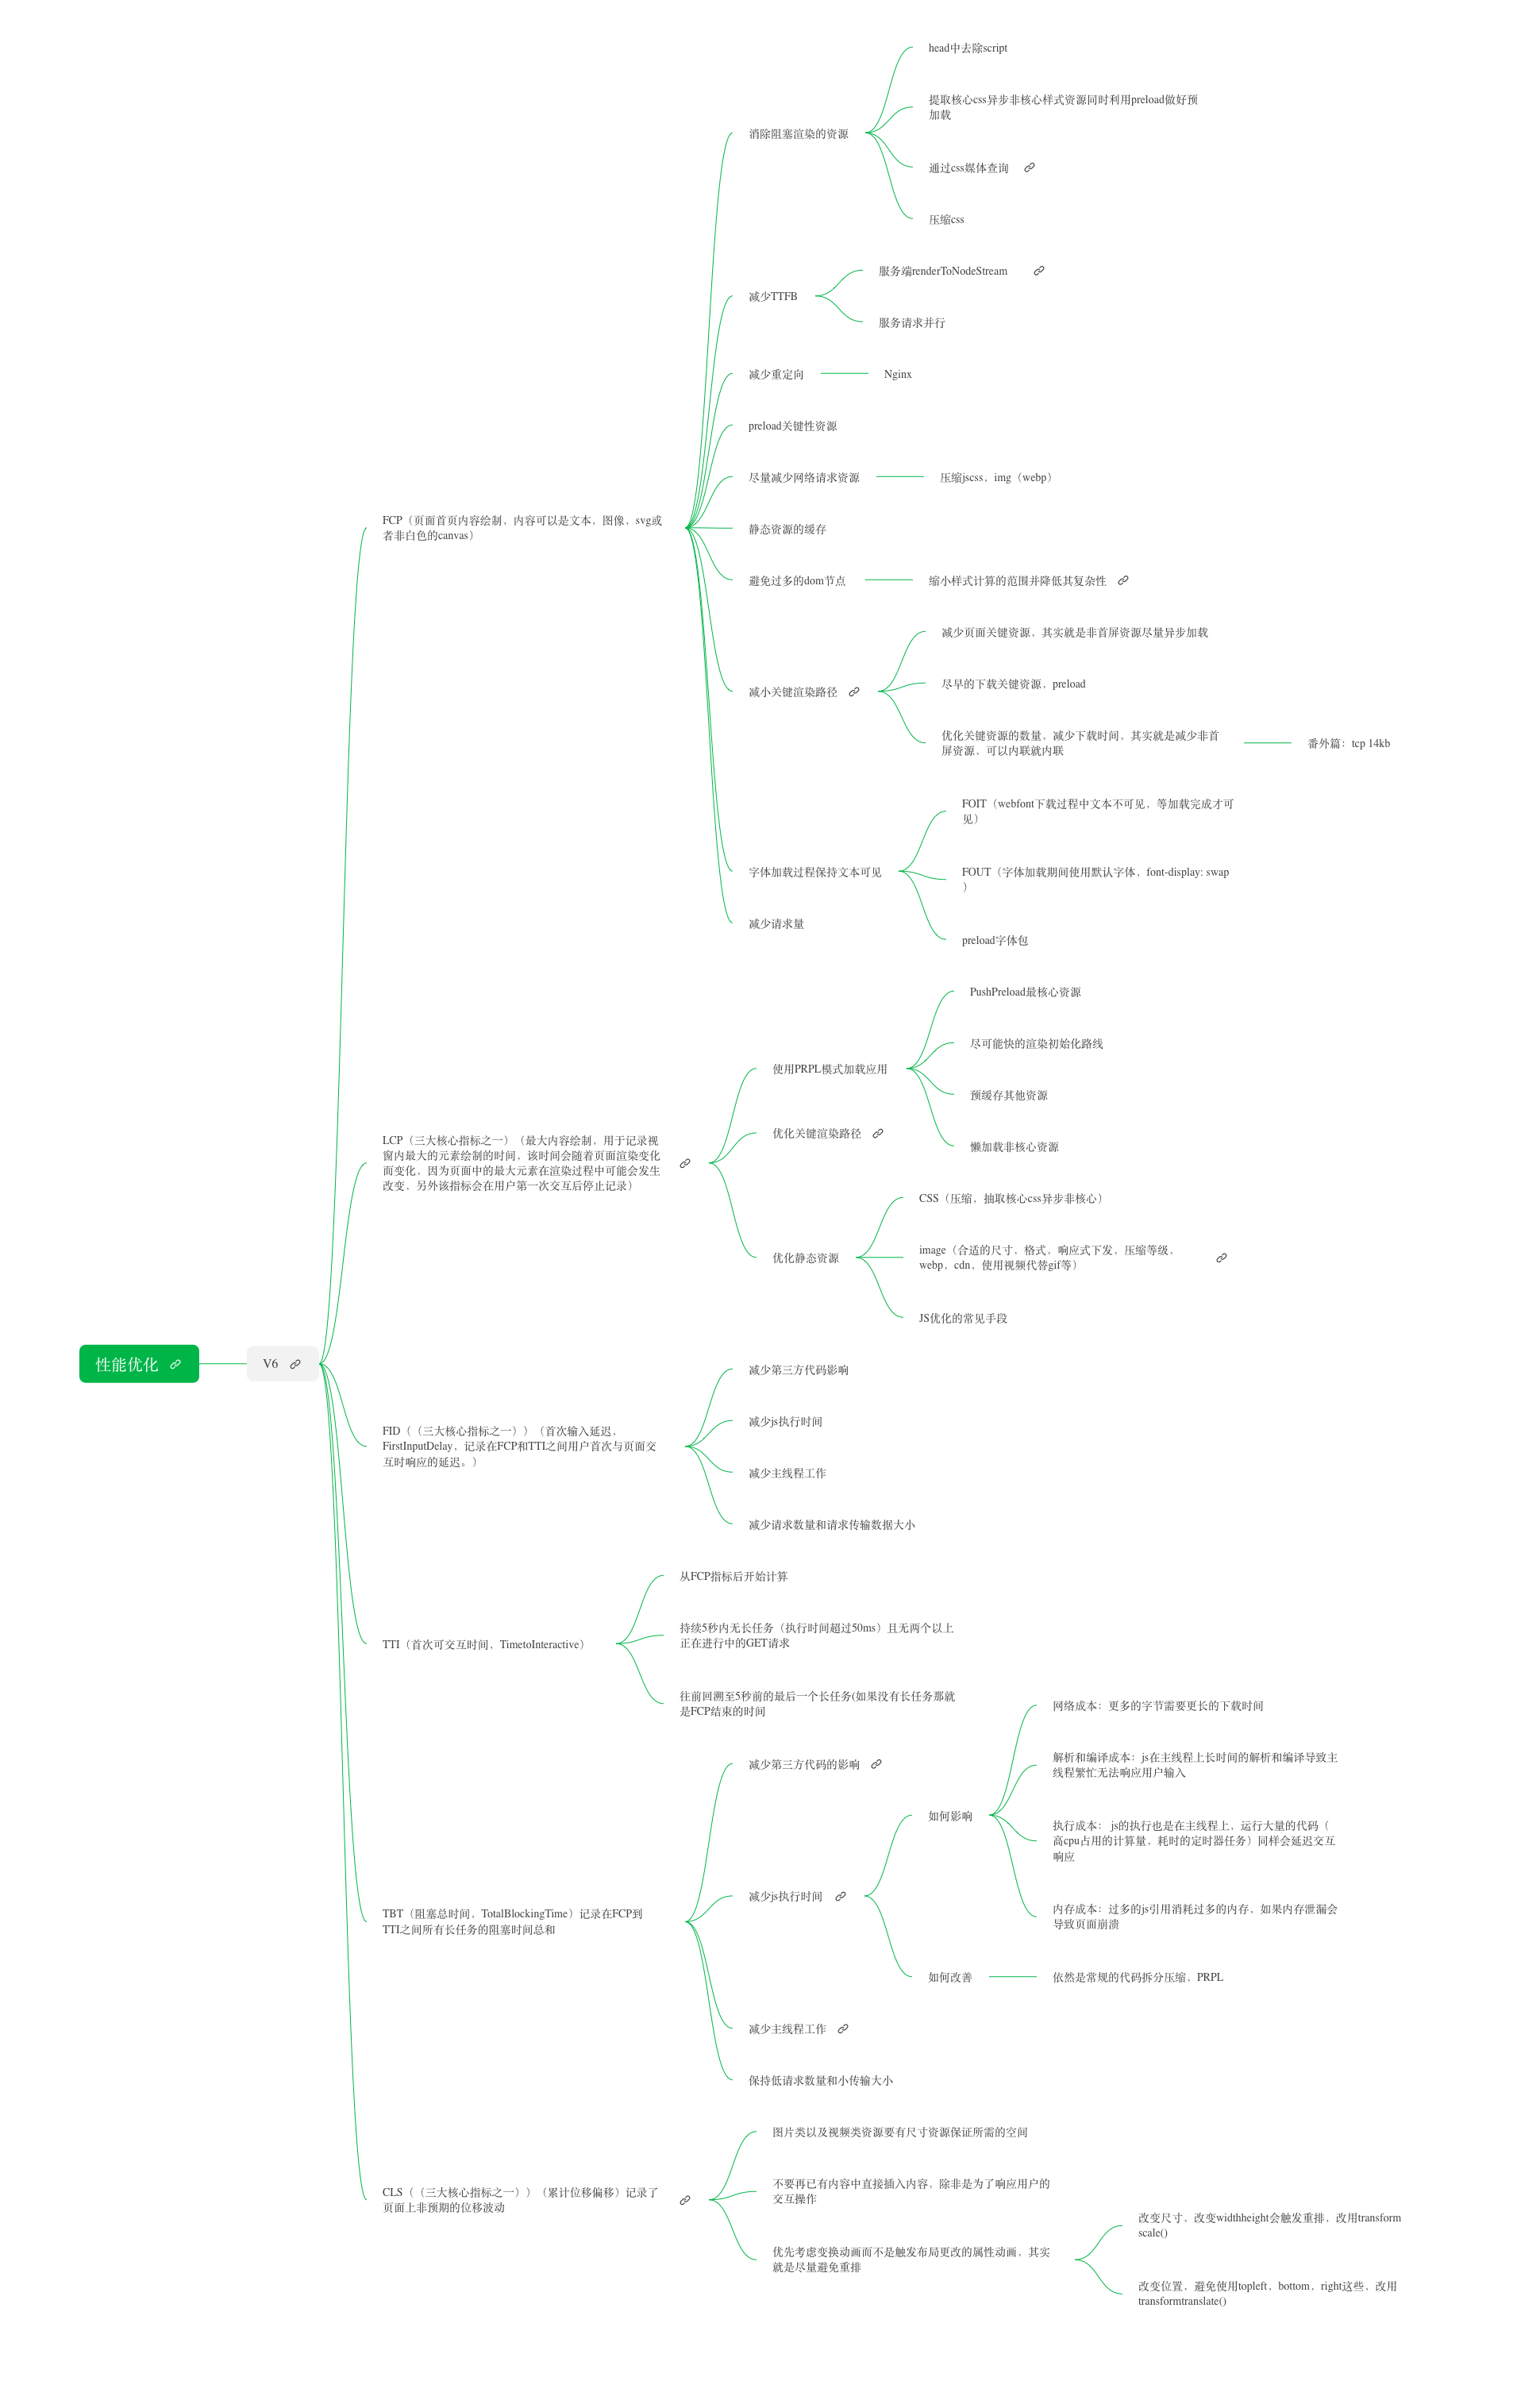 性能优化
V6
FCP（页面首页内容绘制，内容可以是文本，图像，svg或
者非白色的canvas）
消除阻塞渲染的资源
head中去除script
提取核心css异步非核心样式资源同时利用preload做好预
加载
通过css媒体查询
压缩css
减少TTFB
服务端renderToNodeStream
服务请求并行
减少重定向
Nginx
preload关键性资源
尽量减少网络请求资源
压缩jscss，img（webp）
静态资源的缓存
避免过多的dom节点
缩小样式计算的范围并降低其复杂性
减小关键渲染路径
减少页面关键资源，其实就是非首屏资源尽量异步加载
尽早的下载关键资源，preload
优化关键资源的数量，减少下载时间，其实就是减少非首
屏资源，可以内联就内联
番外篇：tcp 14kb
字体加载过程保持文本可见
FOIT（webfont下载过程中文本不可见，等加载完成才可
见）
FOUT（字体加载期间使用默认字体，font-display: swap
）
preload字体包
减少请求量
LCP（三大核心指标之一）（最大内容绘制，用于记录视
窗内最大的元素绘制的时间，该时间会随着页面渲染变化
而变化，因为页面中的最大元素在渲染过程中可能会发生
改变，另外该指标会在用户第一次交互后停止记录）
使用PRPL模式加载应用
PushPreload最核心资源
尽可能快的渲染初始化路线
预缓存其他资源
懒加载非核心资源
优化关键渲染路径
优化静态资源
CSS（压缩，抽取核心css异步非核心）
image（合适的尺寸，格式，响应式下发，压缩等级，
webp，cdn，使用视频代替gif等）
JS优化的常见手段
FID（（三大核心指标之一））（首次输入延迟，
FirstInputDelay，记录在FCP和TTI之间用户首次与页面交
互时响应的延迟。）
减少第三方代码影响
减少js执行时间
减少主线程工作
减少请求数量和请求传输数据大小
TTI（首次可交互时间，TimetoInteractive）
从FCP指标后开始计算
持续5秒内无长任务（执行时间超过50ms）且无两个以上
正在进行中的GET请求
往前回溯至5秒前的最后一个长任务(如果没有长任务那就
是FCP结束的时间
TBT（阻塞总时间，TotalBlockingTime）记录在FCP到
TTI之间所有长任务的阻塞时间总和
减少第三方代码的影响
减少js执行时间
如何影响
网络成本：更多的字节需要更长的下载时间
解析和编译成本：js在主线程上长时间的解析和编译导致主
线程繁忙无法响应用户输入
执行成本： js的执行也是在主线程上，运行大量的代码（
高cpu占用的计算量，耗时的定时器任务）同样会延迟交互
响应
内存成本：过多的js引用消耗过多的内存，如果内存泄漏会
导致页面崩溃
如何改善
依然是常规的代码拆分压缩，PRPL
减少主线程工作
保持低请求数量和小传输大小
CLS（（三大核心指标之一））（累计位移偏移）记录了
页面上非预期的位移波动
图片类以及视频类资源要有尺寸资源保证所需的空间
不要再已有内容中直接插入内容，除非是为了响应用户的
交互操作
优先考虑变换动画而不是触发布局更改的属性动画，其实
就是尽量避免重排
改变尺寸，改变widthheight会触发重排，改用transform
scale()
改变位置，避免使用topleft，bottom，right这些，改用
transformtranslate()